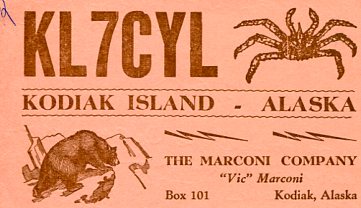 KL7CYL
KODIAK ISLAND - ALASKA
THE MARCONI COMPANY
"Vic" Marconi
Box 101 Kodiak, Alaska